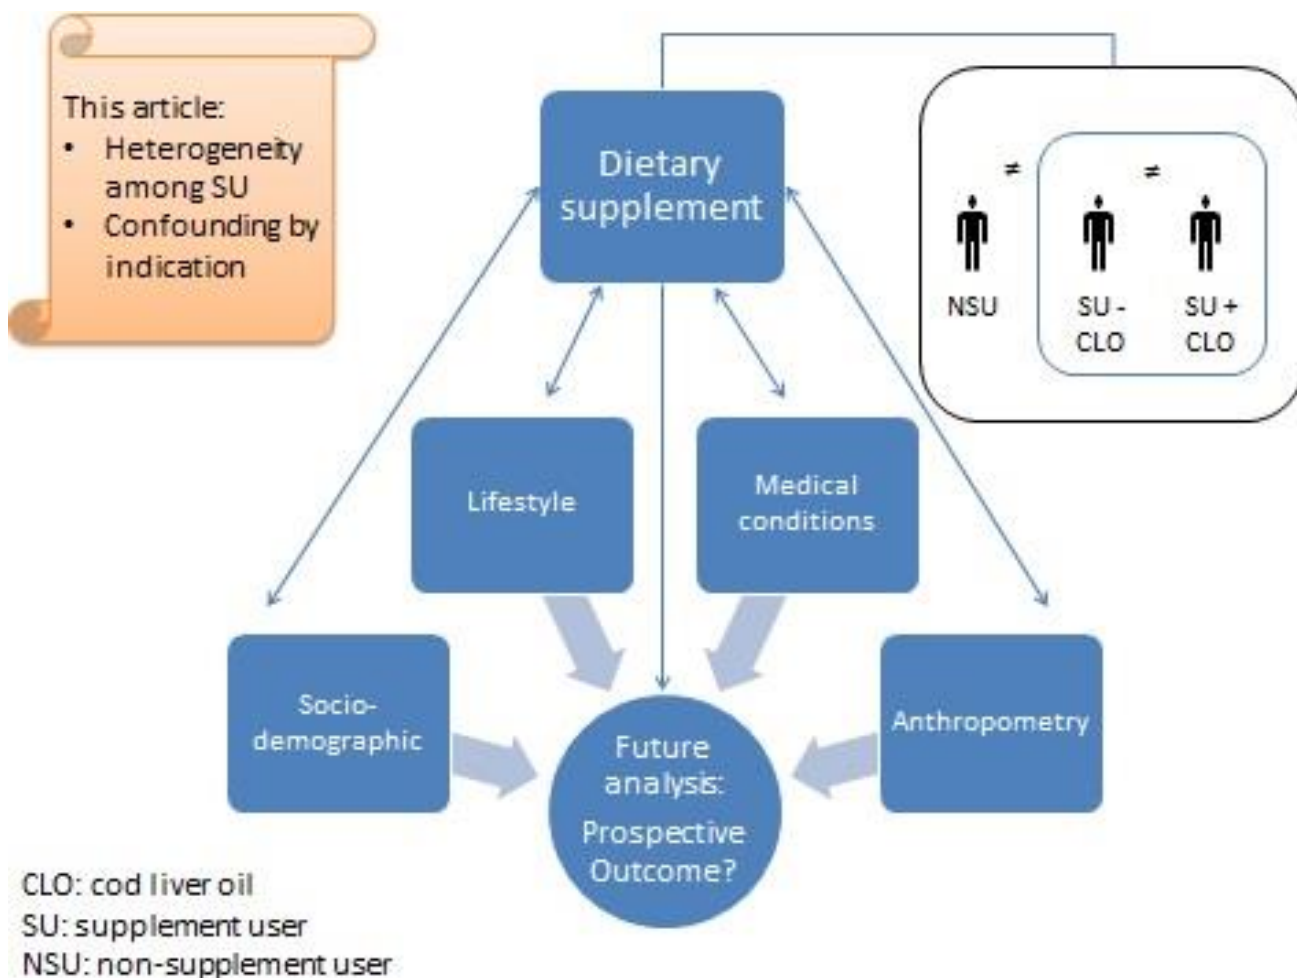 This article:
• Heterogeneity
among SU
• Confounding by
indication
Dietary
supplement
≠ ≠
NSU
SU -
CLO
SU +
CLO
Lifestyle
Medical
conditions
Socio-
demographic
Anthropometry
Future
analysis:
Prospective
Outcome?
CLO: cod liver oil
SU: supplement user
NSU: non-supplement user